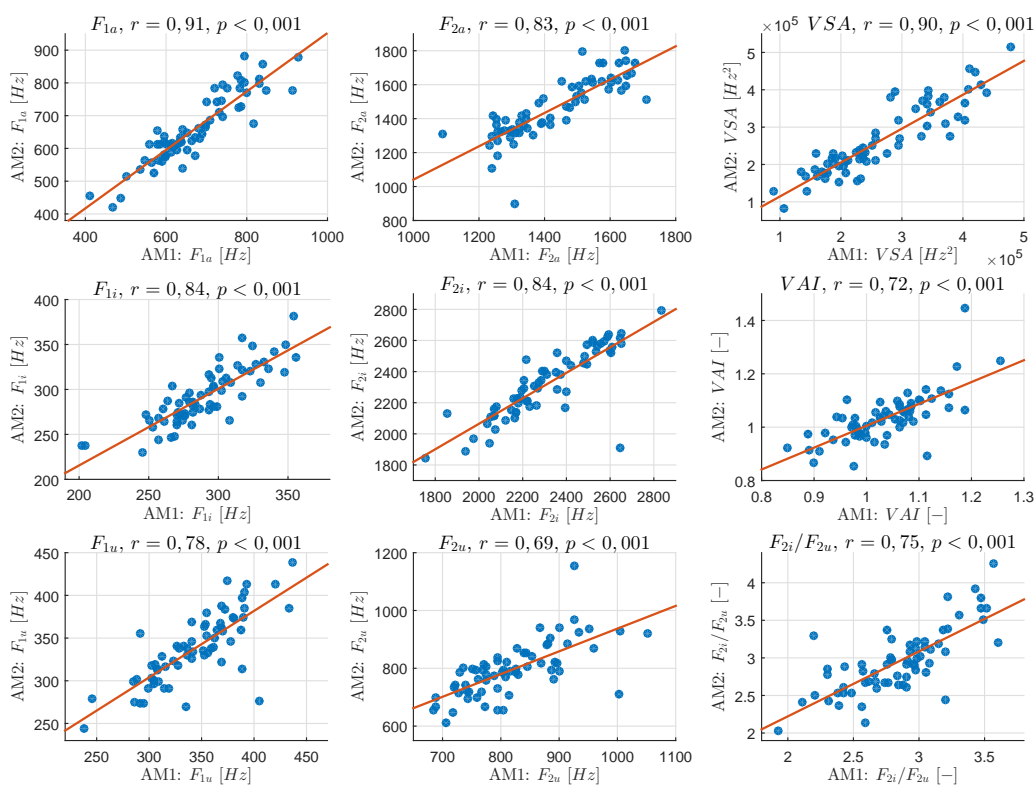 F1a, r = 0,91, p < 0,001
AM2: F1a [Hz]
900
800
700
600
500
400
400 600 800 1000
AM1: F1a [Hz]
F2a, r = 0,83, p < 0,001
AM2: F2a [Hz]
1800
1600
1400
1200
1000
800
1000 1200 1400 1600 1800
AM1: F2a [Hz]
×10⁵ VSA, r = 0,90, p < 0,001
AM2: VSA [Hz²]
5
4
3
2
1
1 2 3 4 5
AM1: VSA [Hz²] ×10⁵
F1i, r = 0,84, p < 0,001
AM2: F1i [Hz]
400
350
300
250
200
200 250 300 350
AM1: F1i [Hz]
F2i, r = 0,84, p < 0,001
AM2: F2i [Hz]
2800
2600
2400
2200
2000
1800
1800 2000 2200 2400 2600 2800
AM1: F2i [Hz]
VAI, r = 0,72, p < 0,001
AM2: VAI [−]
1.4
1.2
1
0.8
0.8 0.9 1 1.1 1.2 1.3
AM1: VAI [−]
F1u, r = 0,78, p < 0,001
AM2: F1u [Hz]
450
400
350
300
250
250 300 350 400 450
AM1: F1u [Hz]
F2u, r = 0,69, p < 0,001
AM2: F2u [Hz]
1200
1000
800
600
700 800 900 1000 1100
AM1: F2u [Hz]
F2i/F2u, r = 0,75, p < 0,001
AM2: F2i/F2u [−]
4
3.5
3
2.5
2
2 2.5 3 3.5
AM1: F2i/F2u [−]